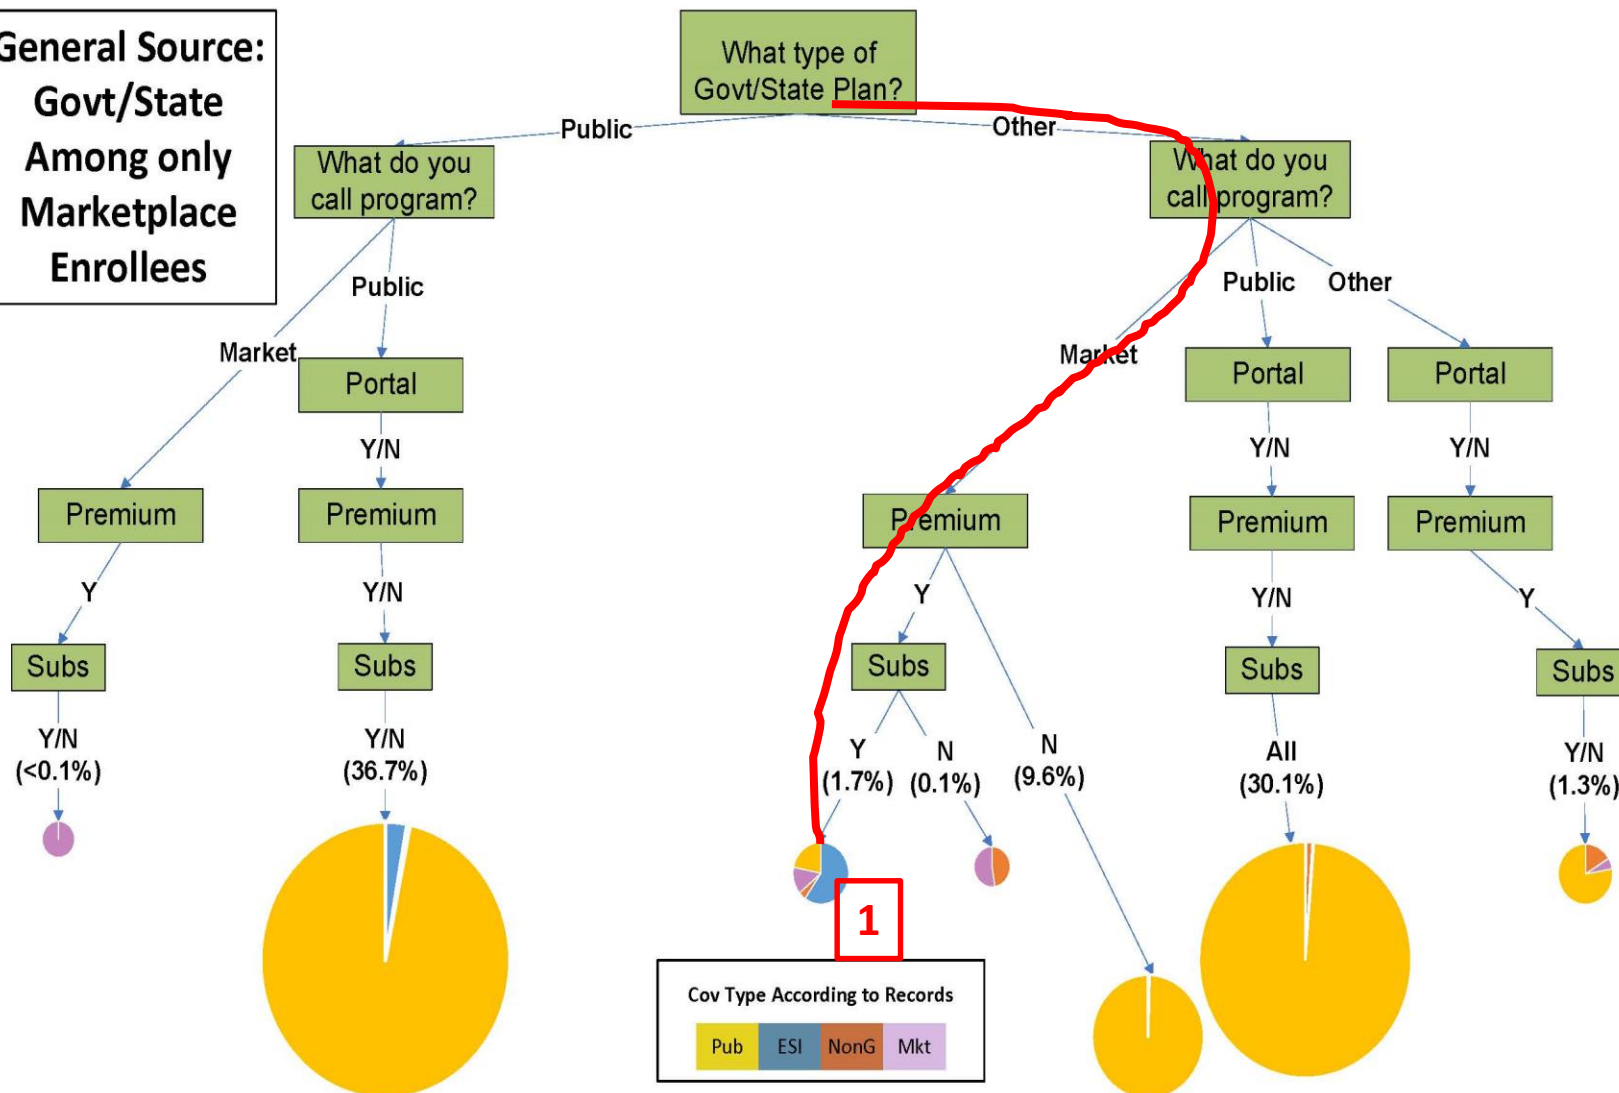 General Source:
Govt/State
Among only
Marketplace
Enrollees
What type of
Govt/State Plan?
Public
Other
What do you
call program?
What do you
call program?
Public
Market
Public
Other
Market
Portal
Portal
Portal
Y/N
Y/N
Y/N
Premium
Premium
Premium
Premium
Premium
Y
Y/N
Y
Y/N
Y
Subs
Subs
Subs
Subs
Subs
Y/N
(<0.1%)
Y/N
(36.7%)
Y
(1.7%)
N
(0.1%)
N
(9.6%)
All
(30.1%)
Y/N
(1.3%)
1
Cov Type According to Records
Pub ESI NonG Mkt